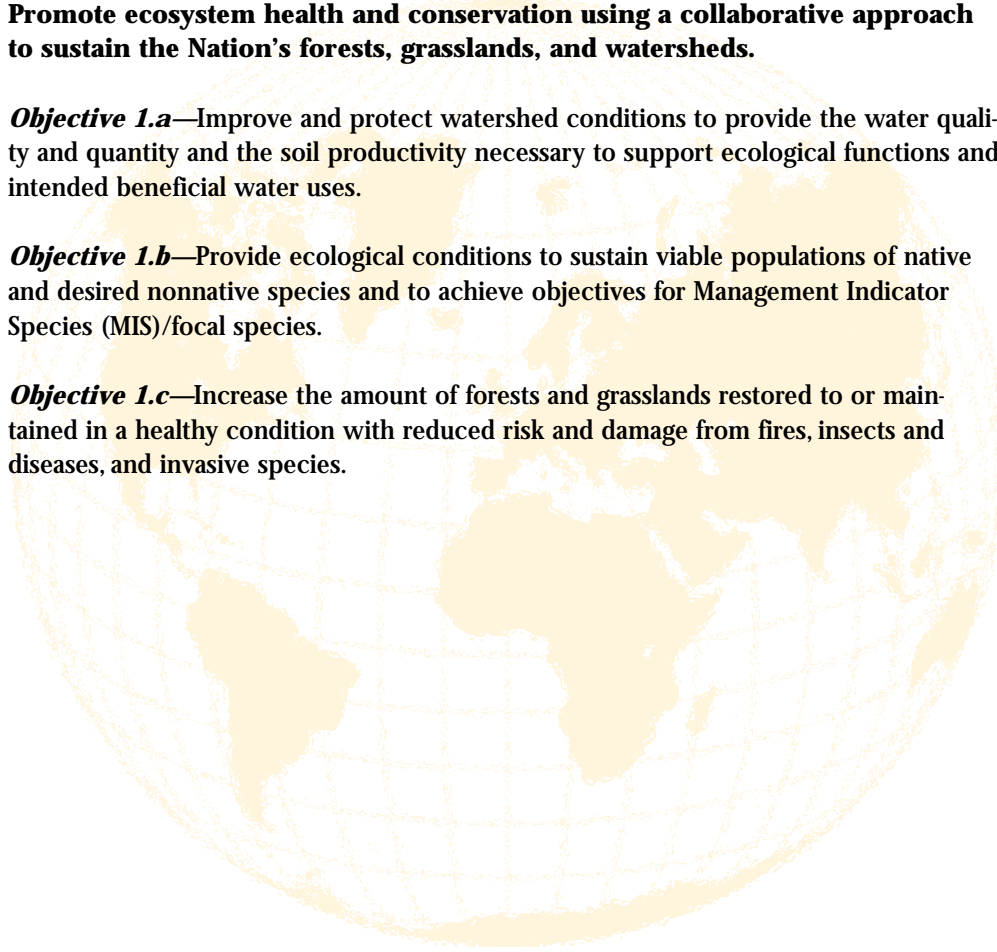 Promote ecosystem health and conservation using a collaborative approach
to sustain the Nation’s forests, grasslands, and watersheds.
Objective 1.a—Improve and protect watershed conditions to provide the water quali-
ty and quantity and the soil productivity necessary to support ecological functions and
intended beneficial water uses.
Objective 1.b—Provide ecological conditions to sustain viable populations of native
and desired nonnative species and to achieve objectives for Management Indicator
Species (MIS)/focal species.
Objective 1.c—Increase the amount of forests and grasslands restored to or main-
tained in a healthy condition with reduced risk and damage from fires, insects and
diseases, and invasive species.